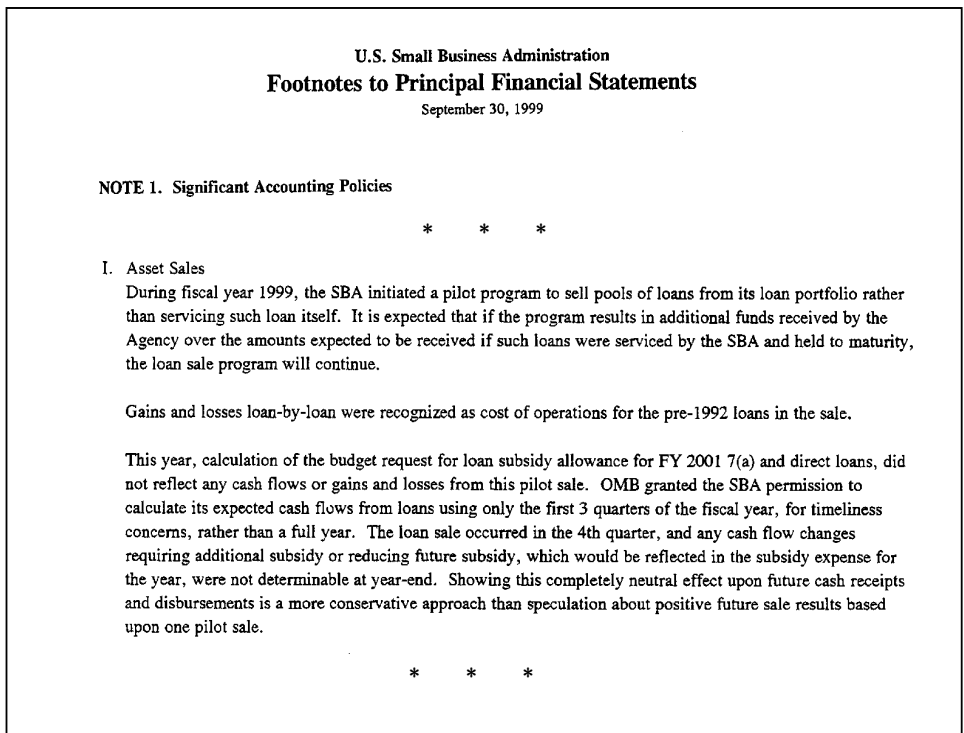 U.S. Small Business Administration
Footnotes to Principal Financial Statements
September 30, 1999
NOTE 1. Significant Accounting Policies
* * *
I. Asset Sales
During fiscal year 1999, the SBA initiated a pilot program to sell pools of loans from its loan portfolio rather
than servicing such loan itself. It is expected that if the program results in additional funds received by the
Agency over the amounts expected to be received if such loans were serviced by the SBA and held to maturity,
the loan sale program will continue.
Gains and losses loan-by-loan were recognized as cost of operations for the pre-1992 loans in the sale.
This year, calculation of the budget request for loan subsidy allowance for FY 2001 7(a) and direct loans, did
not reflect any cash flows or gains and losses from this pilot sale. OMB granted the SBA permission to
calculate its expected cash flows from loans using only the first 3 quarters of the fiscal year, for timeliness
concerns, rather than a full year. The loan sale occurred in the 4th quarter, and any cash flow changes
requiring additional subsidy or reducing future subsidy, which would be reflected in the subsidy expense for
the year, were not determinable at year-end. Showing this completely neutral effect upon future cash receipts
and disbursements is a more conservative approach than speculation about positive future sale results based
upon one pilot sale.
* * *